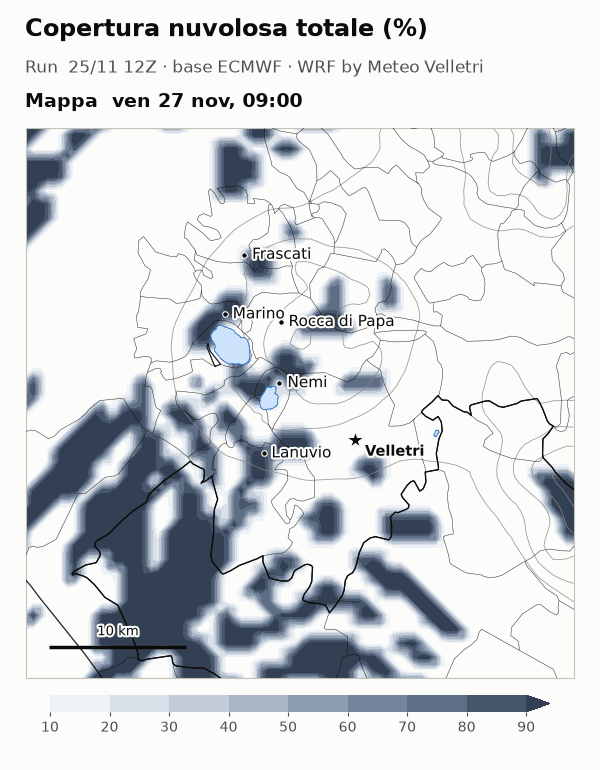 Copertura nuvolosa totale (%)
Run  25/11 12Z · base ECMWF · WRF by Meteo Velletri
Mappa  ven 27 nov, 09:00
Frascati
Marino
Rocca di Papa
Nemi
Lanuvio
Velletri
10 km
10 20 30 40 50 60 70 80 90